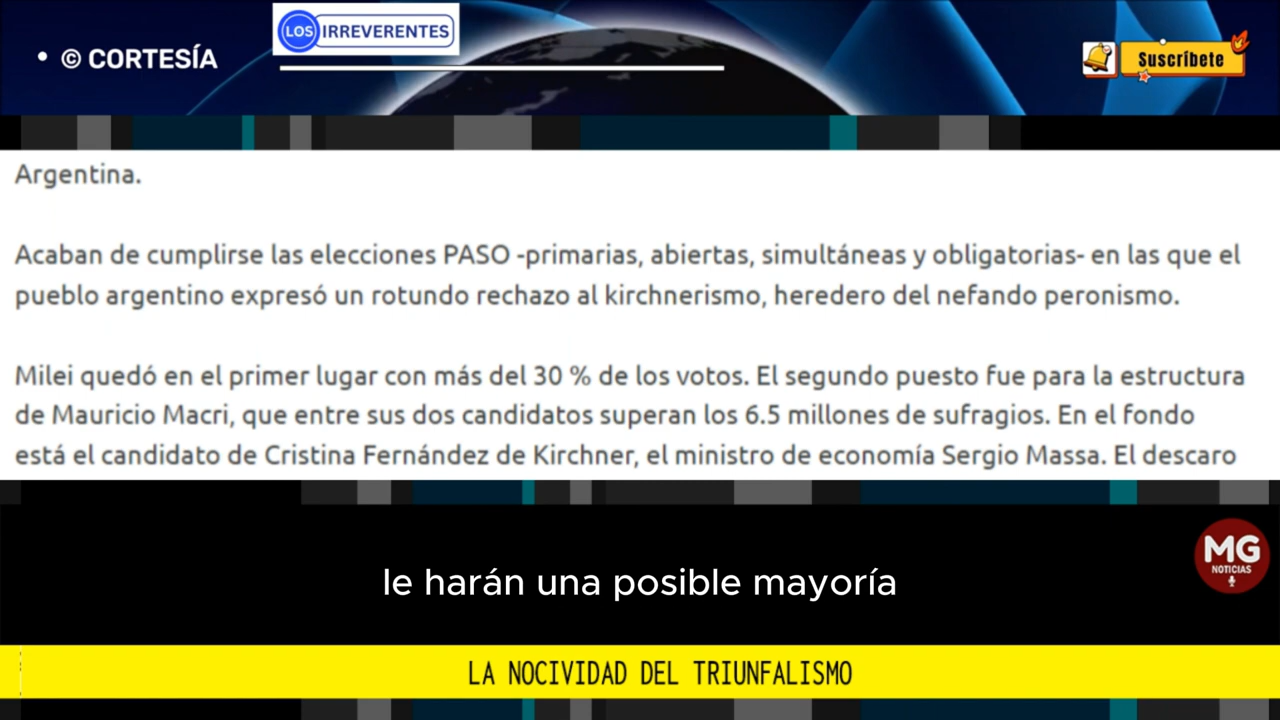 • © CORTESÍA
LOS IRREVERENTES
Suscríbete
Argentina.
Acaban de cumplirse las elecciones PASO -primarias, abiertas, simultáneas y obligatorias- en las que el
pueblo argentino expresó un rotundo rechazo al kirchnerismo, heredero del nefando peronismo.
Milei quedó en el primer lugar con más del 30 % de los votos. El segundo puesto fue para la estructura
de Mauricio Macri, que entre sus dos candidatos superan los 6.5 millones de sufragios. En el fondo
está el candidato de Cristina Fernández de Kirchner, el ministro de economía Sergio Massa. El descaro
le harán una posible mayoría
MG
NOTICIAS
LA NOCIVIDAD DEL TRIUNFALISMO